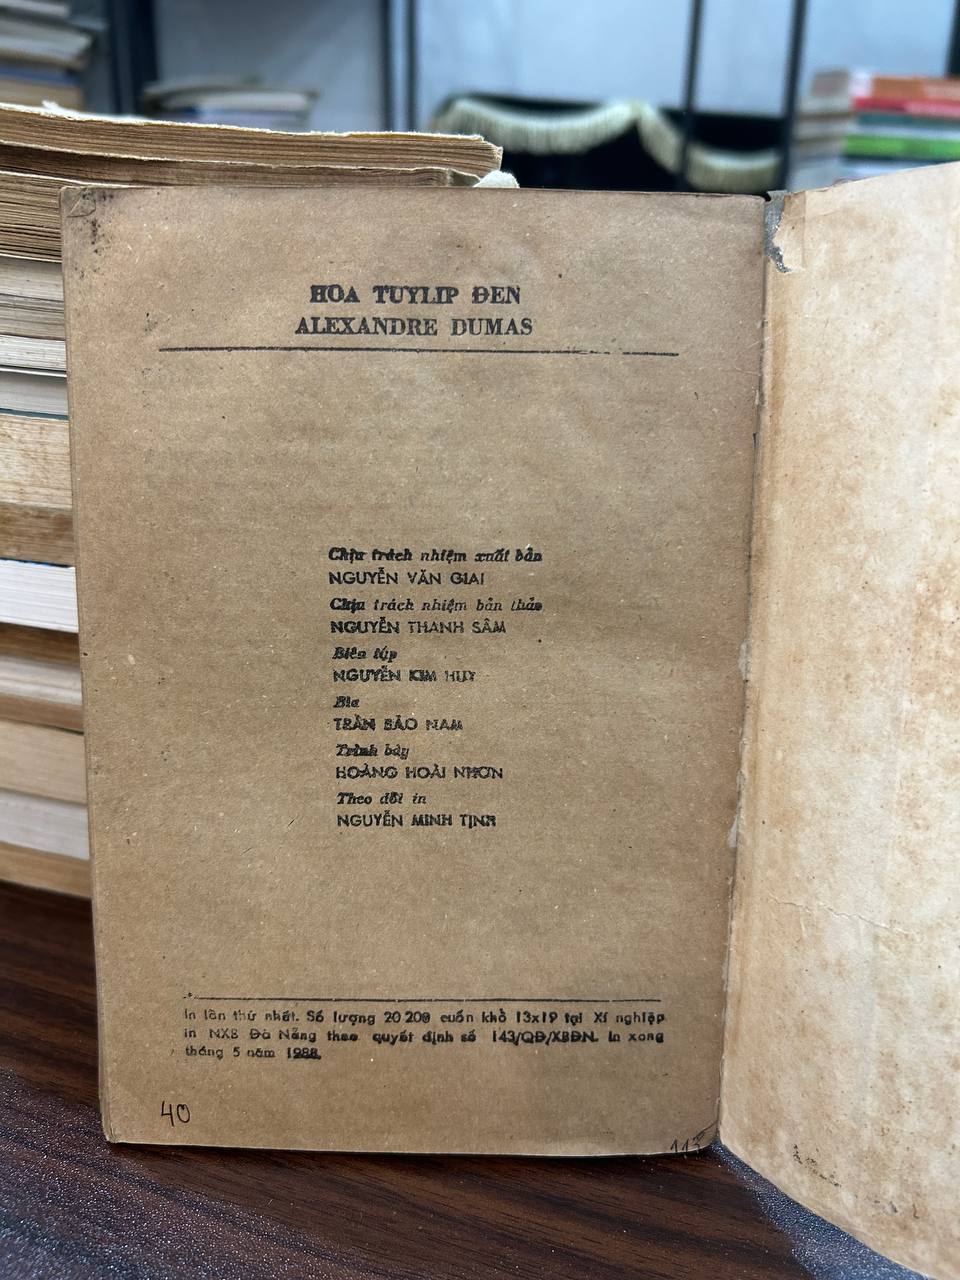 HOA TUYLIP ĐEN
ALEXANDRE DUMAS
Chịu trách nhiệm xuất bản
NGUYỄN VĂN GIAI
Chịu trách nhiệm bản thảo
NGUYỄN THANH SÂM
Biên tập
NGUYỄN KIM HUY
Bìa
TRẦN BẢO NAM
Trình bày
HOÀNG HOÀI NHƠN
Theo dõi in
NGUYỄN MINH TỊNH
In lần thứ nhất. Số lượng 20 200 cuốn khổ 13x19 tại Xí nghiệp
in NXB Đà Nẵng theo quyết định số 143/QĐ/XBĐN. In xong
tháng 5 năm 1988.
40
113